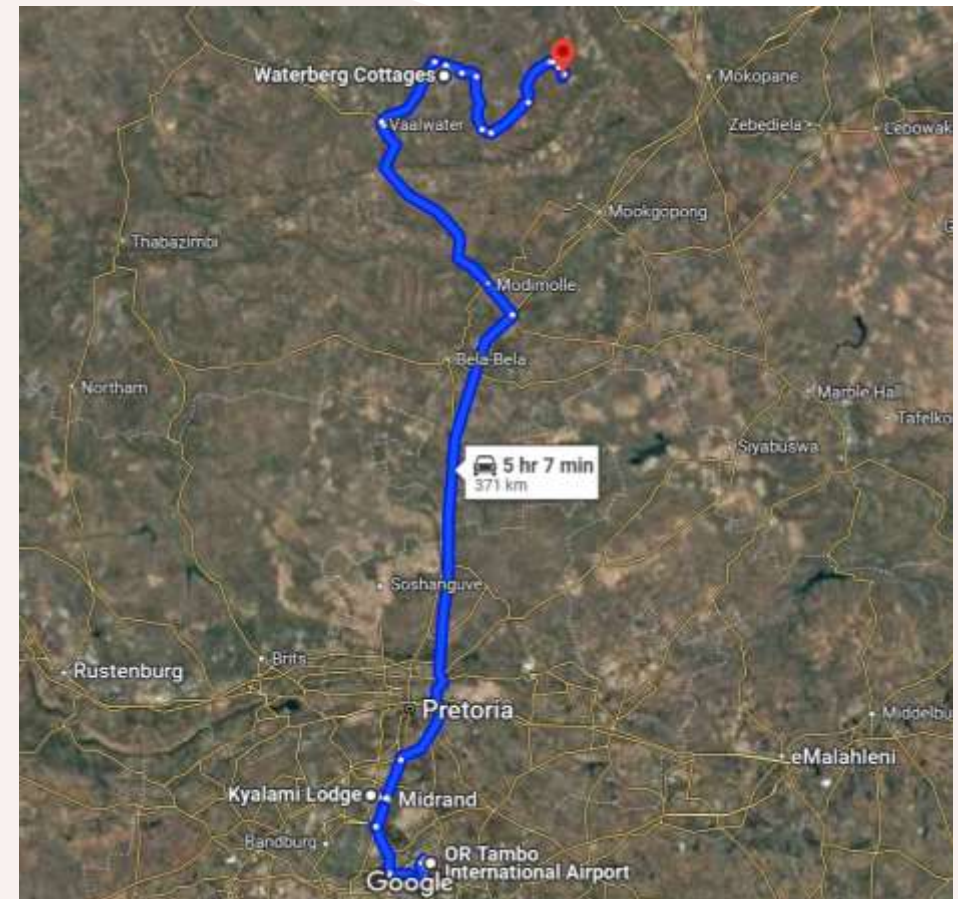 Waterberg Cottages
Mokopane
Vaalwater
Zebediela
Lebowak
Mookgopong
Thabazimbi
Modimolle
Bela-Bela
Northam
Marble Hall
Tafelko
Siyabuswa
5 hr 7 min
371 km
Soshanguve
Brits
Rustenburg
Pretoria
Middelbu
eMalahleni
Kyalami Lodge
Midrand
Randburg
OR Tambo
International Airport
Google